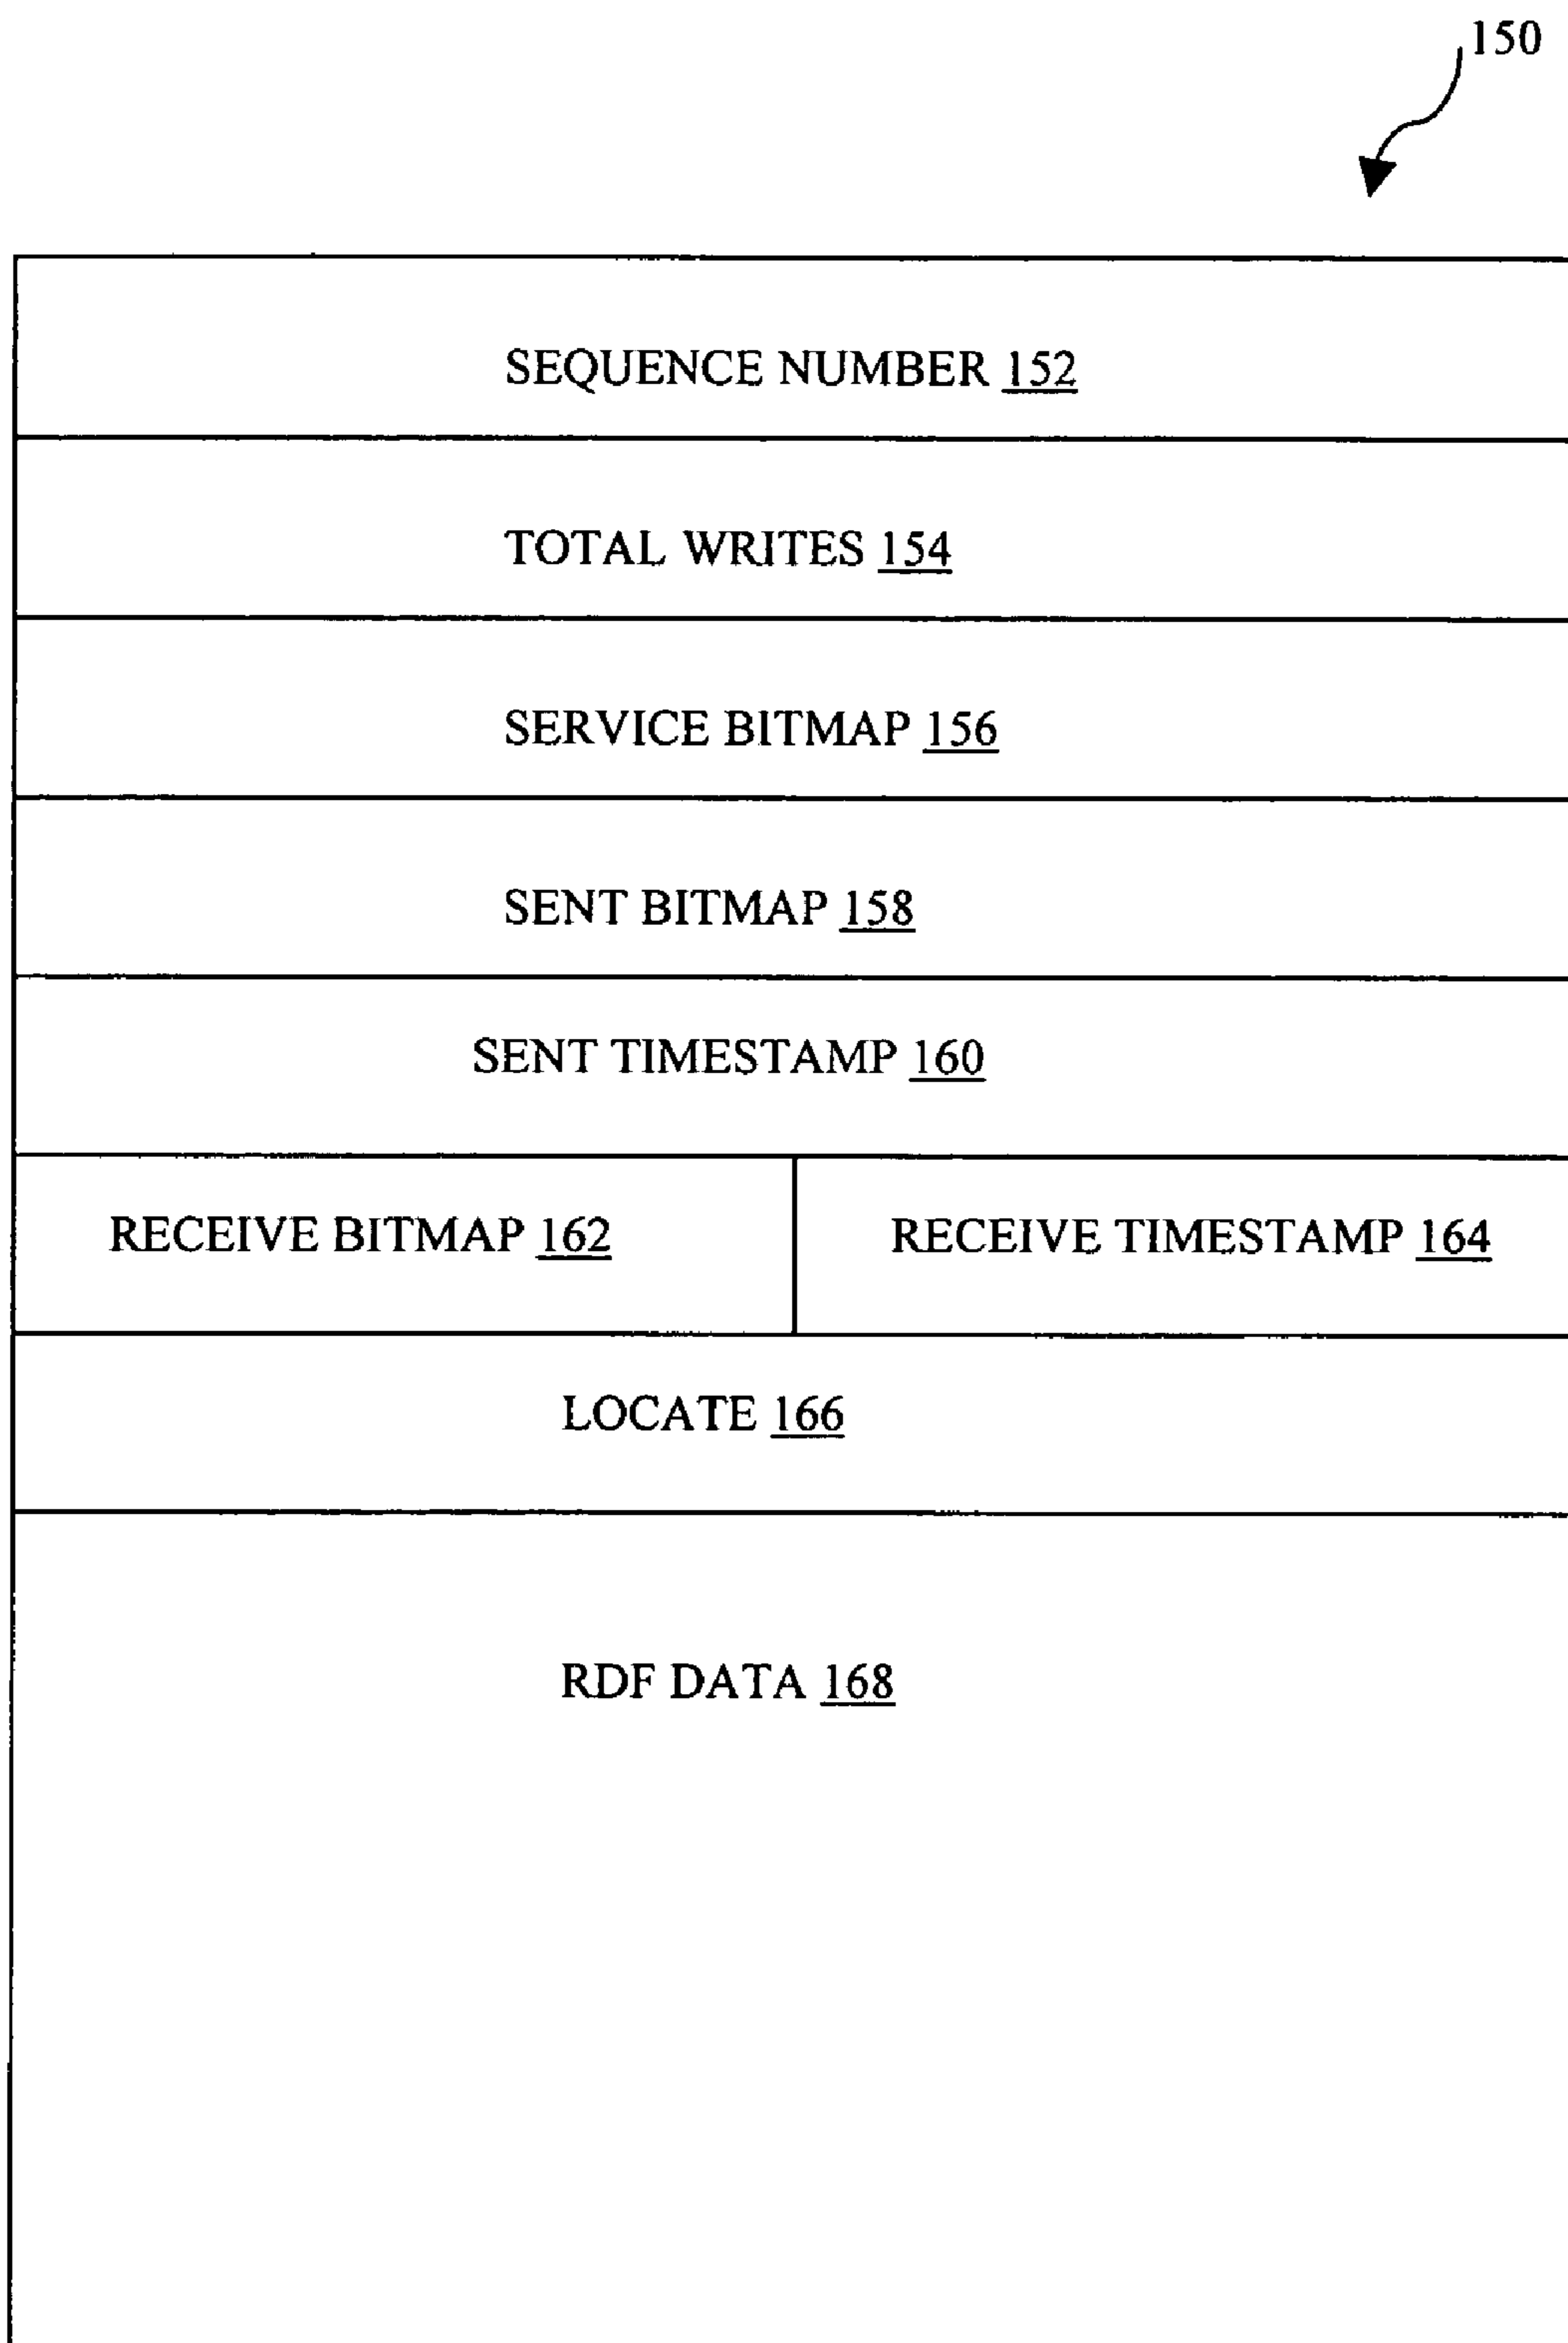 150
SEQUENCE NUMBER 152
TOTAL WRITES 154
SERVICE BITMAP 156
SENT BITMAP 158
SENT TIMESTAMP 160
RECEIVE BITMAP 162
RECEIVE TIMESTAMP 164
LOCATE 166
RDF DATA 168